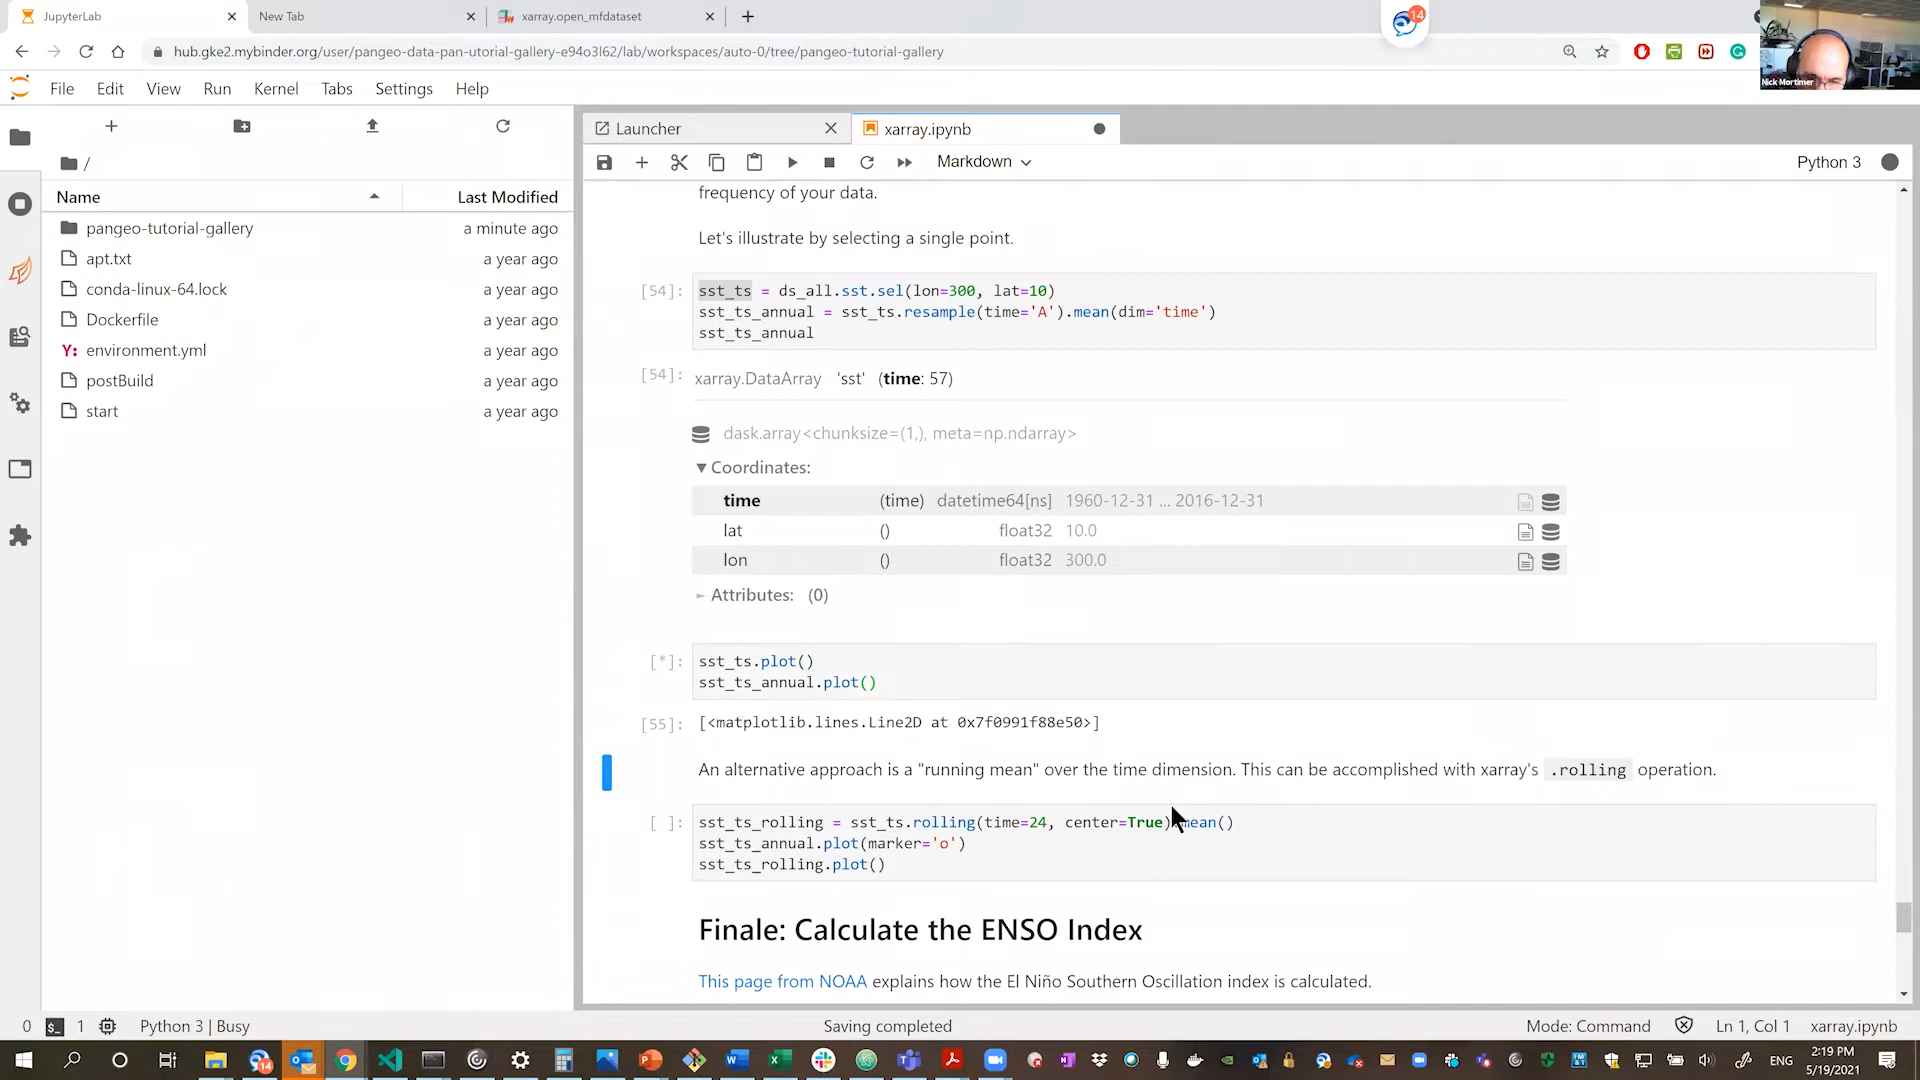 JupyterLab
New Tab
xarray.open_mfdataset
14
hub.gke2.mybinder.org/user/pangeo-data-pan-utorial-gallery-e94o3l62/lab/workspaces/auto-0/tree/pangeo-tutorial-gallery
Nick Mortimer
File Edit View Run Kernel Tabs Settings Help
Launcher
xarray.ipynb
/
Markdown
Python 3
Name
Last Modified
pangeo-tutorial-gallery a minute ago
apt.txt a year ago
conda-linux-64.lock a year ago
Dockerfile a year ago
environment.yml a year ago
postBuild a year ago
start a year ago
frequency of your data.
Let's illustrate by selecting a single point.
[54]: sst_ts = ds_all.sst.sel(lon=300, lat=10)
sst_ts_annual = sst_ts.resample(time='A').mean(dim='time')
sst_ts_annual
[54]: xarray.DataArray 'sst' (time: 57)
dask.array<chunksize=(1,), meta=np.ndarray>
▼ Coordinates:
time (time) datetime64[ns] 1960-12-31 ... 2016-12-31
lat () float32 10.0
lon () float32 300.0
► Attributes: (0)
[*]: sst_ts.plot()
sst_ts_annual.plot()
[55]: [<matplotlib.lines.Line2D at 0x7f0991f88e50>]
An alternative approach is a "running mean" over the time dimension. This can be accomplished with xarray's .rolling operation.
[ ]: sst_ts_rolling = sst_ts.rolling(time=24, center=True).mean()
sst_ts_annual.plot(marker='o')
sst_ts_rolling.plot()
Finale: Calculate the ENSO Index
This page from NOAA explains how the El Niño Southern Oscillation index is calculated.
0 $_ 1 Python 3 | Busy
Saving completed
Mode: Command
Ln 1, Col 1 xarray.ipynb
ENG
2:19 PM
5/19/2021